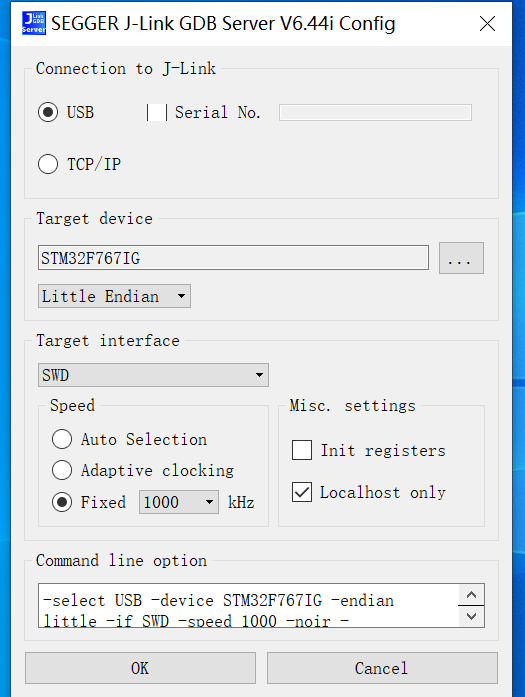 J-Link
GDB
Server
SEGGER J-Link GDB Server V6.44i Config
Connection to J-Link
USB
Serial No.
TCP/IP
Target device
STM32F767IG
...
Little Endian
Target interface
SWD
Speed
Misc. settings
Auto Selection
Init registers
Adaptive clocking
Localhost only
Fixed 1000 kHz
Command line option
-select USB -device STM32F767IG -endian
little -if SWD -speed 1000 -noir -
OK
Cancel